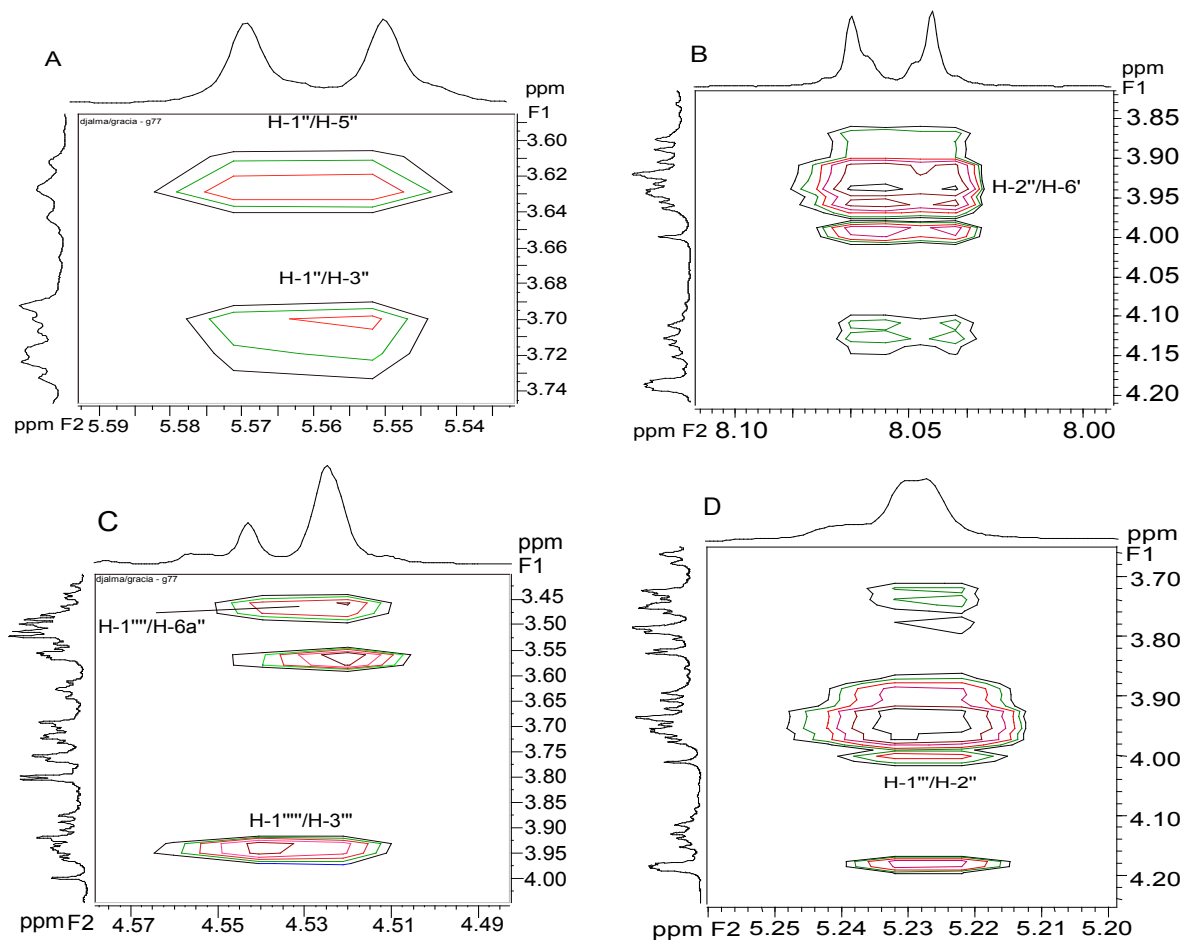 A
ppm
F1
djalma/gracia - g77
H-1''/H-5''
H-1''/H-3''
3.60
3.62
3.64
3.66
3.68
3.70
3.72
3.74
ppm F2 5.59 5.58 5.57 5.56 5.55 5.54
B
ppm
F1
H-2''/H-6'
3.85
3.90
3.95
4.00
4.05
4.10
4.15
4.20
ppm F2 8.10 8.05 8.00
C
ppm
F1
djalma/gracia - g77
H-1''''/H-6a''
H-1'''''/H-3'''
3.45
3.50
3.55
3.60
3.65
3.70
3.75
3.80
3.85
3.90
3.95
4.00
ppm F2 4.57 4.55 4.53 4.51 4.49
D
ppm
F1
H-1'''/H-2''
3.70
3.80
3.90
4.00
4.10
4.20
ppm F2 5.25 5.24 5.23 5.22 5.21 5.20